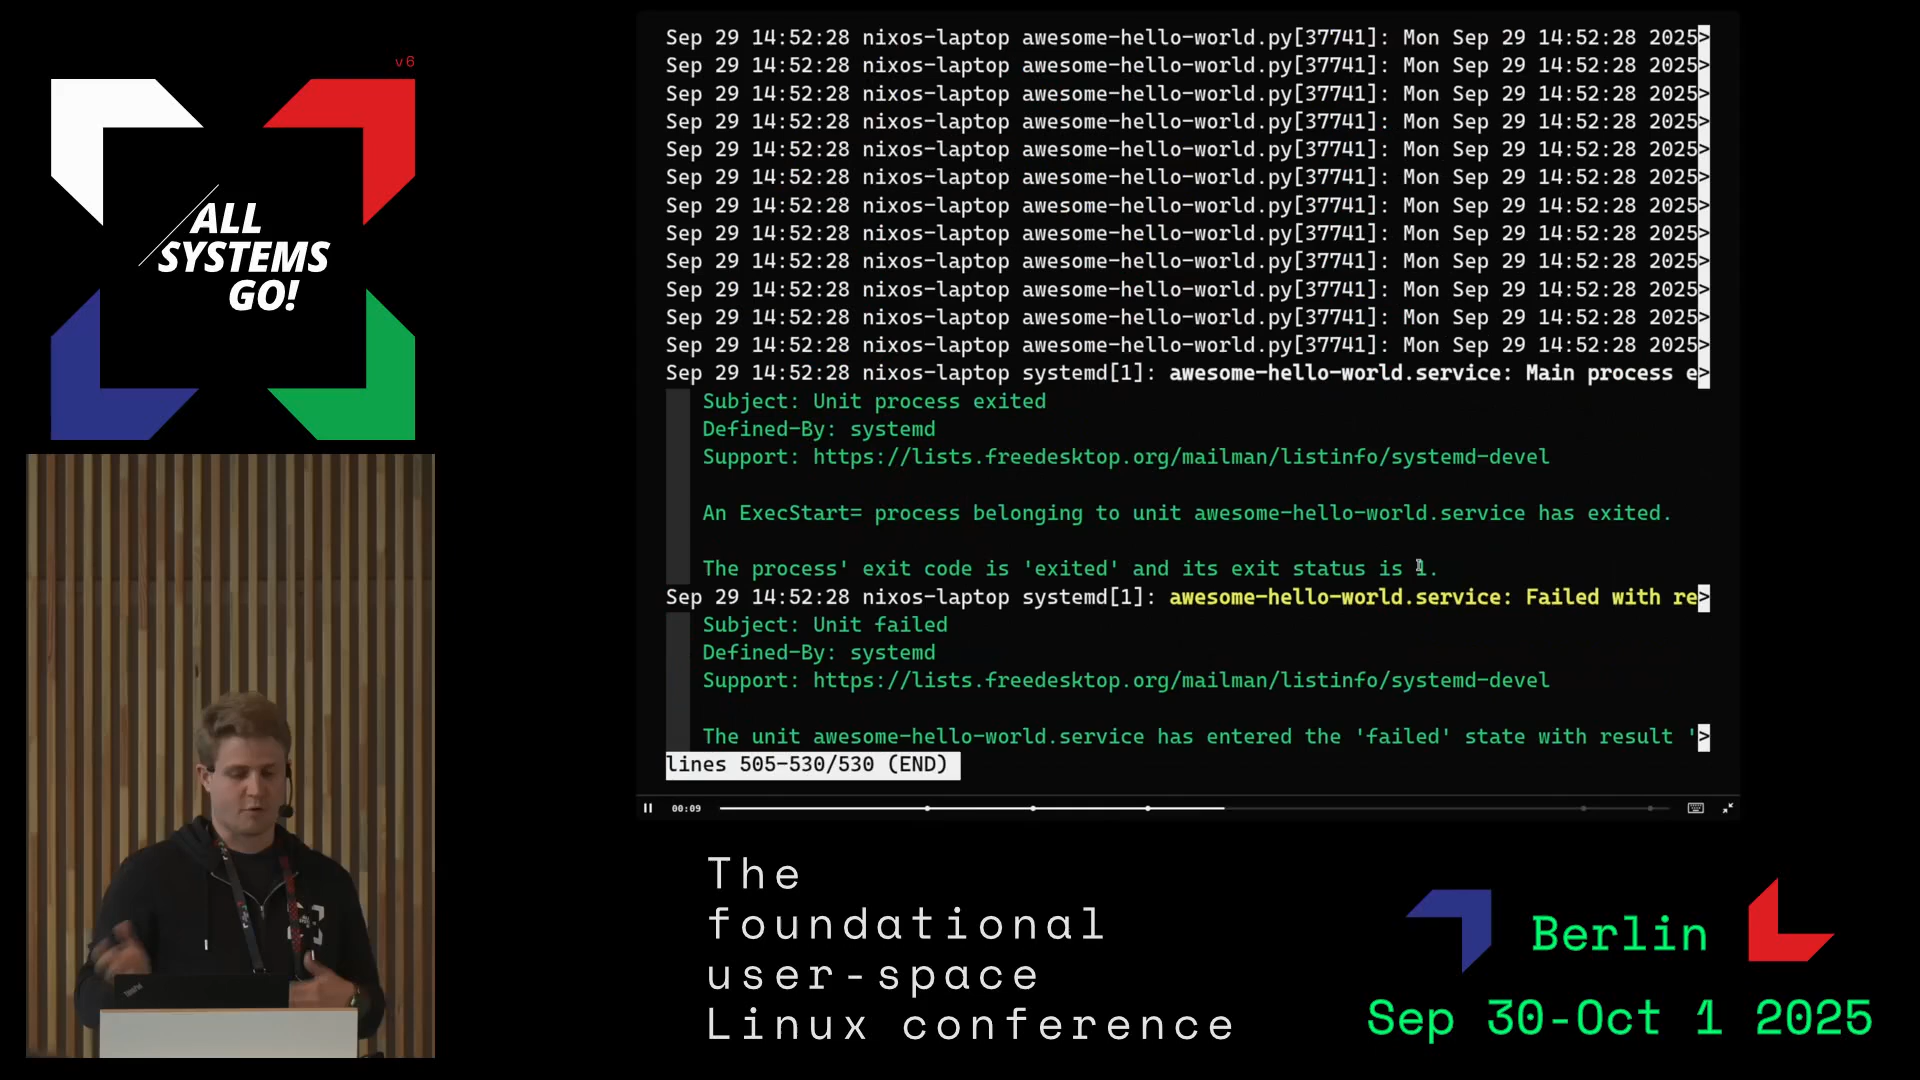 v6
ALL
SYSTEMS
GO!
Sep 29 14:52:28 nixos-laptop awesome-hello-world.py[37741]: Mon Sep 29 14:52:28 2025>
Sep 29 14:52:28 nixos-laptop awesome-hello-world.py[37741]: Mon Sep 29 14:52:28 2025>
Sep 29 14:52:28 nixos-laptop awesome-hello-world.py[37741]: Mon Sep 29 14:52:28 2025>
Sep 29 14:52:28 nixos-laptop awesome-hello-world.py[37741]: Mon Sep 29 14:52:28 2025>
Sep 29 14:52:28 nixos-laptop awesome-hello-world.py[37741]: Mon Sep 29 14:52:28 2025>
Sep 29 14:52:28 nixos-laptop awesome-hello-world.py[37741]: Mon Sep 29 14:52:28 2025>
Sep 29 14:52:28 nixos-laptop awesome-hello-world.py[37741]: Mon Sep 29 14:52:28 2025>
Sep 29 14:52:28 nixos-laptop awesome-hello-world.py[37741]: Mon Sep 29 14:52:28 2025>
Sep 29 14:52:28 nixos-laptop awesome-hello-world.py[37741]: Mon Sep 29 14:52:28 2025>
Sep 29 14:52:28 nixos-laptop awesome-hello-world.py[37741]: Mon Sep 29 14:52:28 2025>
Sep 29 14:52:28 nixos-laptop awesome-hello-world.py[37741]: Mon Sep 29 14:52:28 2025>
Sep 29 14:52:28 nixos-laptop awesome-hello-world.py[37741]: Mon Sep 29 14:52:28 2025>
Sep 29 14:52:28 nixos-laptop systemd[1]: awesome-hello-world.service: Main process e>
Subject: Unit process exited
Defined-By: systemd
Support: https://lists.freedesktop.org/mailman/listinfo/systemd-devel
An ExecStart= process belonging to unit awesome-hello-world.service has exited.
The process' exit code is 'exited' and its exit status is 1.
Sep 29 14:52:28 nixos-laptop systemd[1]: awesome-hello-world.service: Failed with re>
Subject: Unit failed
Defined-By: systemd
Support: https://lists.freedesktop.org/mailman/listinfo/systemd-devel
The unit awesome-hello-world.service has entered the 'failed' state with result '>
lines 505-530/530 (END)
00:09
The
foundational
user-space
Linux conference
Berlin
Sep 30-Oct 1 2025